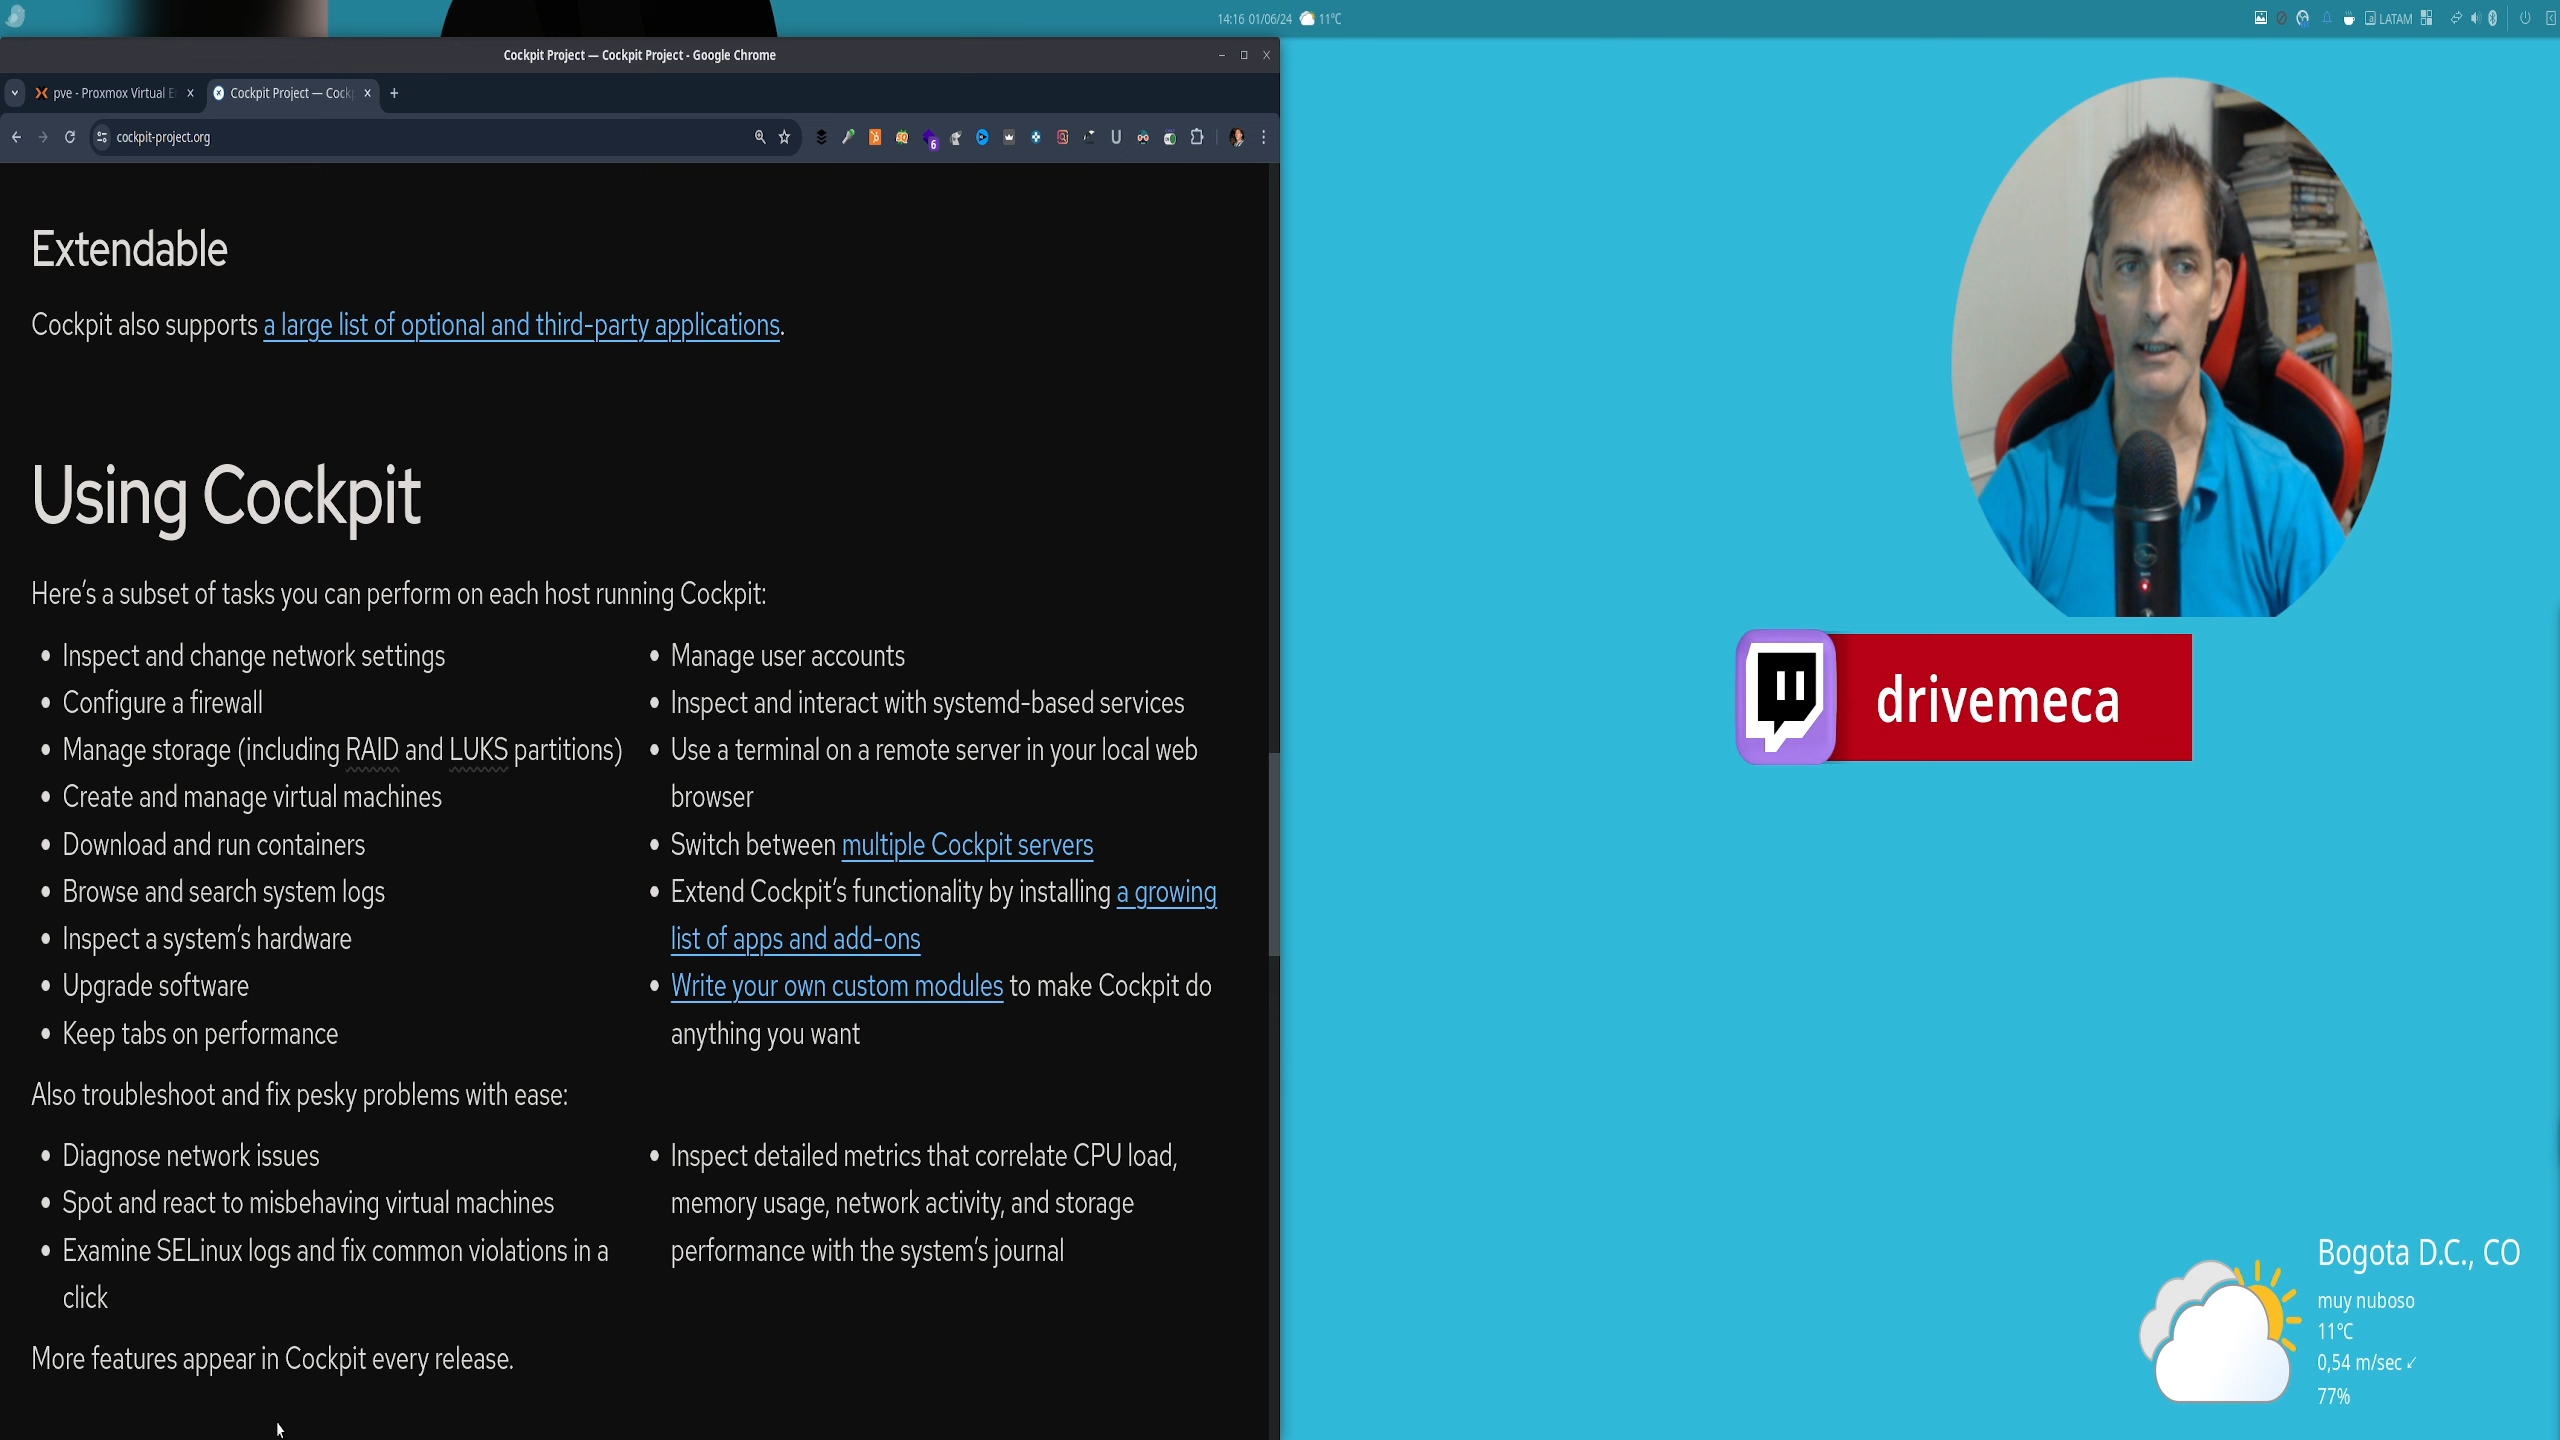 14:16 01/06/24 11°C
LATAM
Cockpit Project — Cockpit Project - Google Chrome
pve - Proxmox Virtual E
Cockpit Project — Cockp
cockpit-project.org
6
Extendable
Cockpit also supports a large list of optional and third-party applications.
Using Cockpit
Here's a subset of tasks you can perform on each host running Cockpit:
• Inspect and change network settings
• Configure a firewall
• Manage storage (including RAID and LUKS partitions)
• Create and manage virtual machines
• Download and run containers
• Browse and search system logs
• Inspect a system's hardware
• Upgrade software
• Keep tabs on performance
• Manage user accounts
• Inspect and interact with systemd-based services
• Use a terminal on a remote server in your local web
browser
• Switch between multiple Cockpit servers
• Extend Cockpit's functionality by installing a growing
list of apps and add-ons
• Write your own custom modules to make Cockpit do
anything you want
Also troubleshoot and fix pesky problems with ease:
• Diagnose network issues
• Spot and react to misbehaving virtual machines
• Examine SELinux logs and fix common violations in a
click
• Inspect detailed metrics that correlate CPU load,
memory usage, network activity, and storage
performance with the system's journal
More features appear in Cockpit every release.
drivemeca
Bogota D.C., CO
muy nuboso
11°C
0,54 m/sec ✓
77%